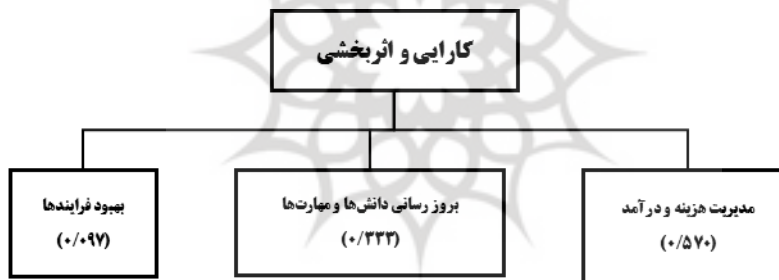 کارایی و اثربخشی
مدیریت هزینه و درآمد
(۰/۵۷۰)
بروز رسانی دانش‌ها و مهارت‌ها
(۰/۳۳۳)
بهبود فرایندها
(۰/۰۹۷)